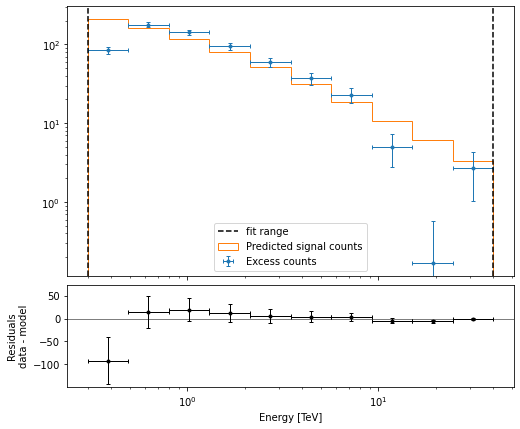 10²
10¹
10⁰
fit range
Predicted signal counts
Excess counts
50
0
−50
−100
Residuals
data - model
10⁰
10¹
Energy [TeV]